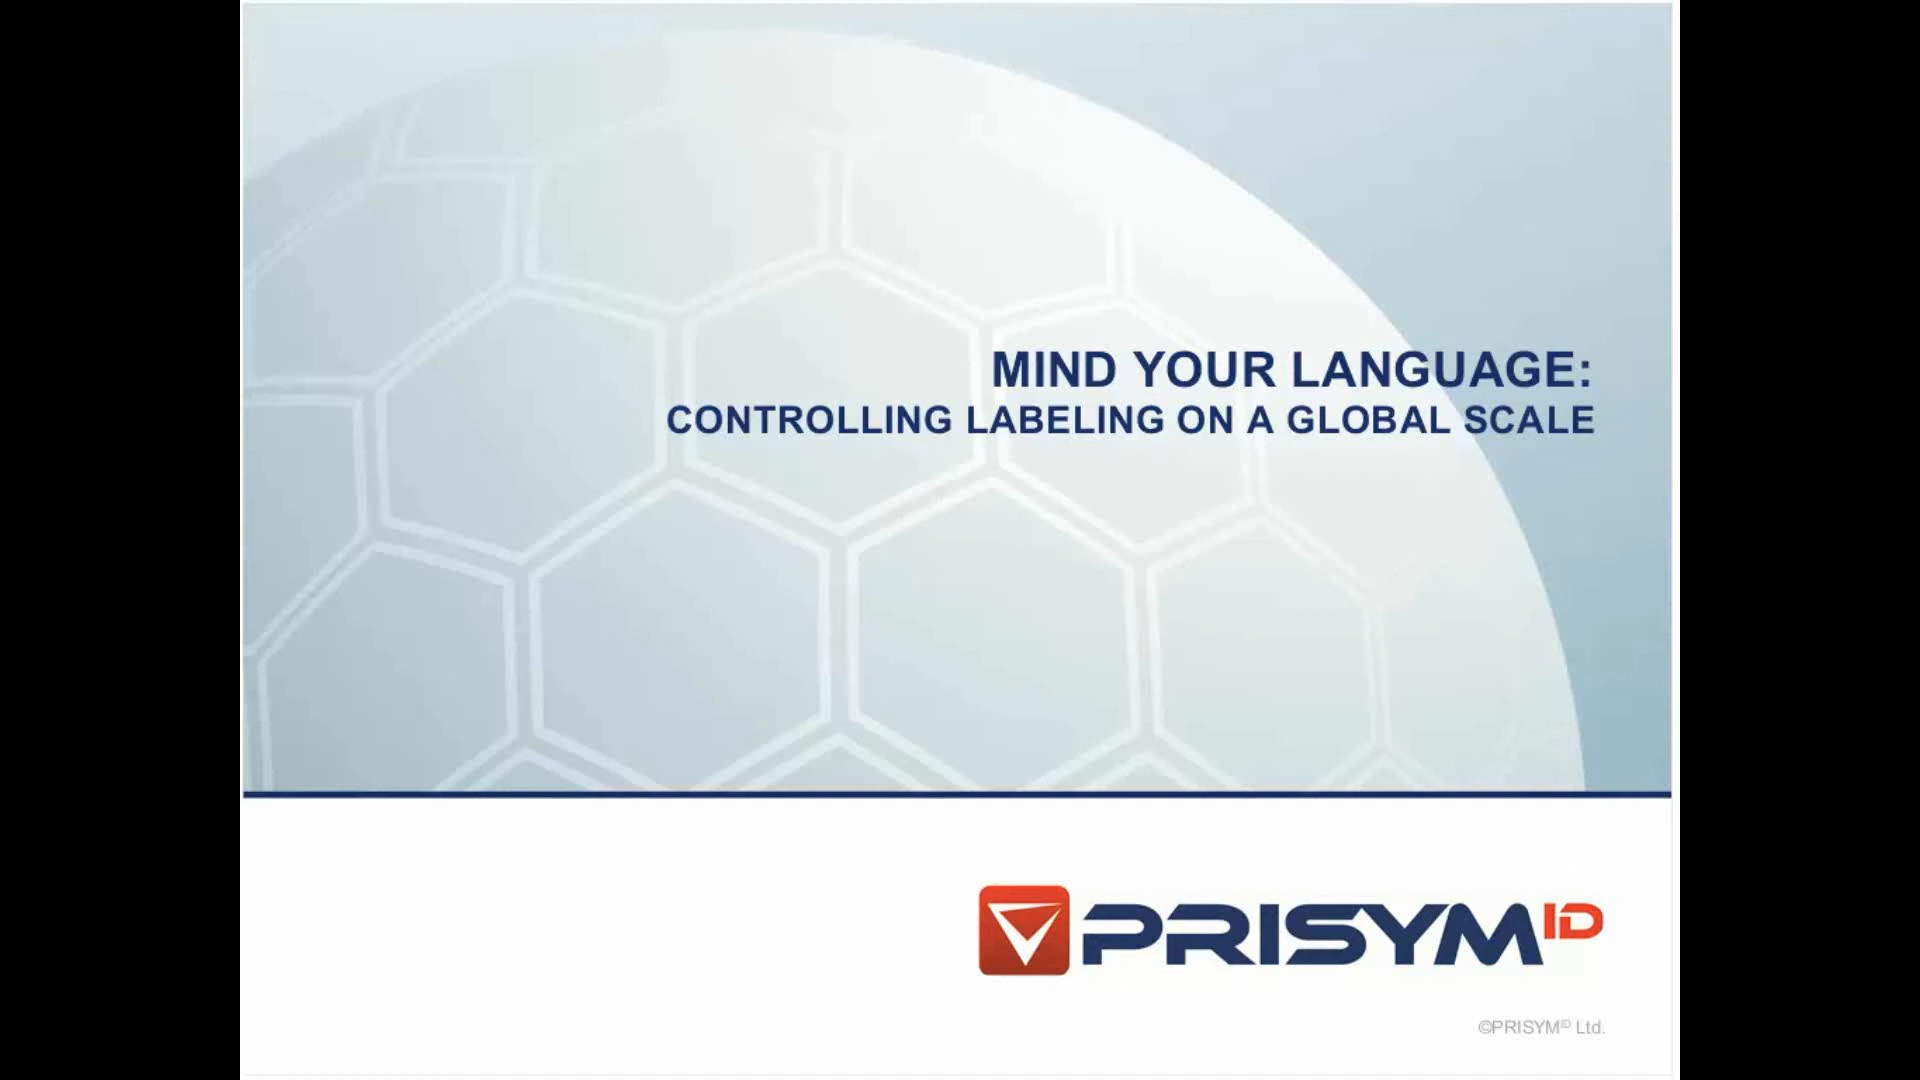 MIND YOUR LANGUAGE:
CONTROLLING LABELING ON A GLOBAL SCALE
PRISYM ID
©PRISYM ID Ltd.